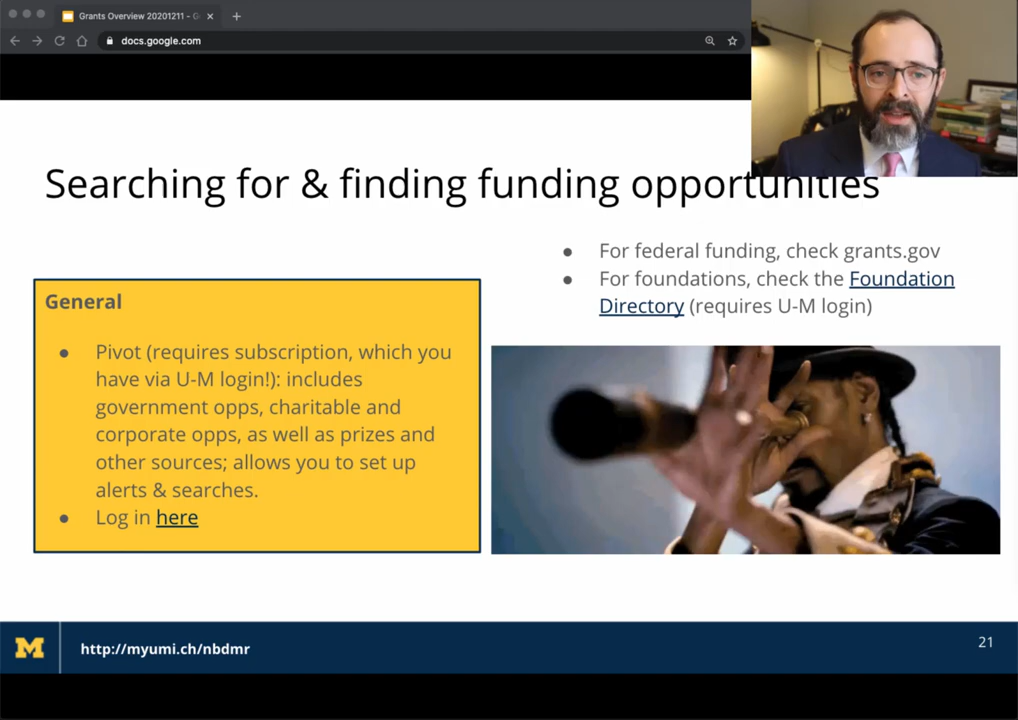 Grants Overview 20201211 - G
docs.google.com
Searching for & finding funding opportunities
General
● Pivot (requires subscription, which you
have via U-M login!): includes
government opps, charitable and
corporate opps, as well as prizes and
other sources; allows you to set up
alerts & searches.
● Log in here
● For federal funding, check grants.gov
● For foundations, check the Foundation
Directory (requires U-M login)
M
http://myumi.ch/nbdmr
21